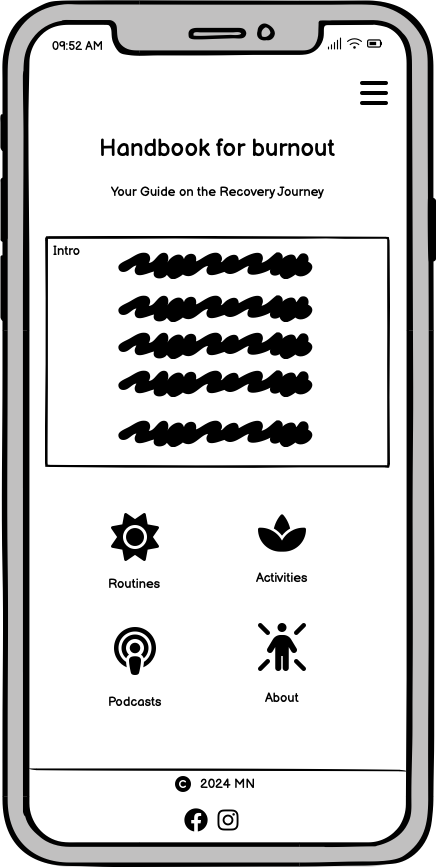 09:52 AM
Handbook for burnout
Your Guide on the Recovery Journey
Intro
Routines
Activities
Podcasts
About
© 2024 MN